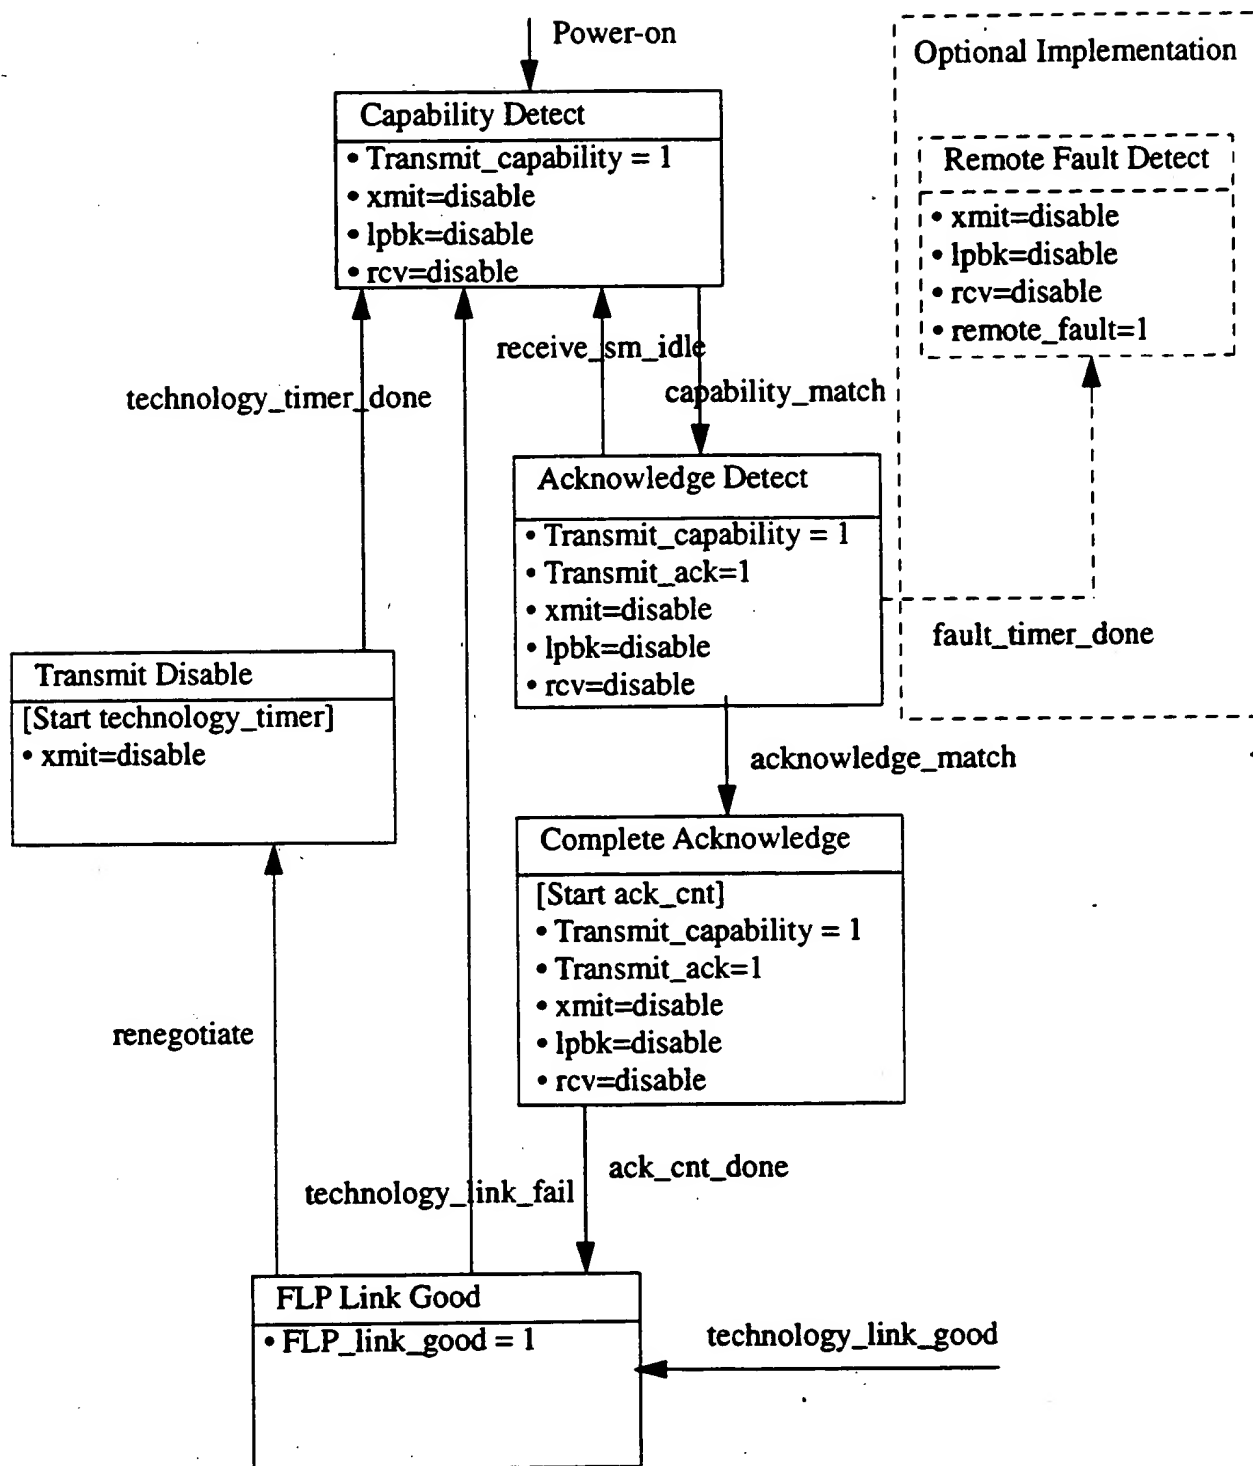 Power-on
Optional Implementation
Capability Detect
• Transmit_capability = 1
• xmit=disable
• lpbk=disable
• rcv=disable
Remote Fault Detect
• xmit=disable
• lpbk=disable
• rcv=disable
• remote_fault=1
receive_sm_idle
technology_timer_done
capability_match
Acknowledge Detect
• Transmit_capability = 1
• Transmit_ack=1
• xmit=disable
• lpbk=disable
• rcv=disable
fault_timer_done
Transmit Disable
[Start technology_timer]
• xmit=disable
acknowledge_match
Complete Acknowledge
[Start ack_cnt]
• Transmit_capability = 1
• Transmit_ack=1
• xmit=disable
• lpbk=disable
• rcv=disable
renegotiate
ack_cnt_done
technology_link_fail
FLP Link Good
• FLP_link_good = 1
technology_link_good